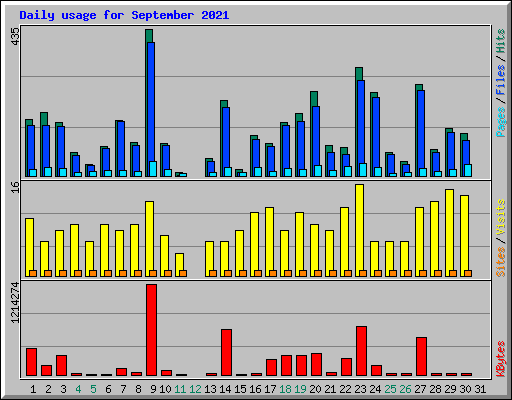 Daily usage for September 2021
435
Pages / Files / Hits
16
Sites / Visits
1214274
KBytes
1 2 3 4 5 6 7 8 9 10 11 12 13 14 15 16 17 18 19 20 21 22 23 24 25 26 27 28 29 30 31